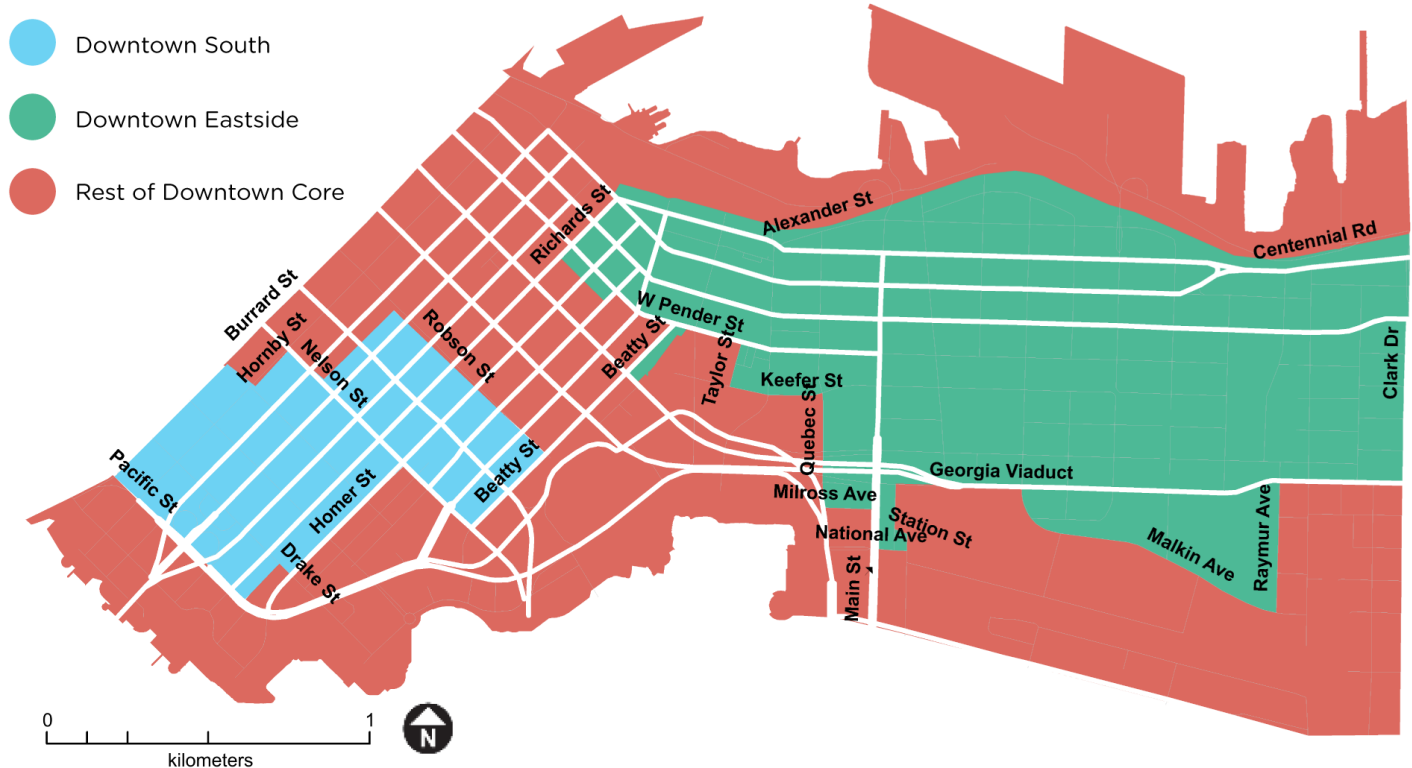 Downtown South
Downtown Eastside
Rest of Downtown Core
Richards St
Alexander St
Centennial Rd
Burrard St
Hornby St
Nelson St
Robson St
W Pender St
Beatty St
Taylor St
Keefer St
Quebec St
Clark Dr
Pacific St
Homer St
Beatty St
Drake St
Georgia Viaduct
Milross Ave
National Ave
Station St
Main St
Malkin Ave
Raymur Ave
0 1
kilometers
N